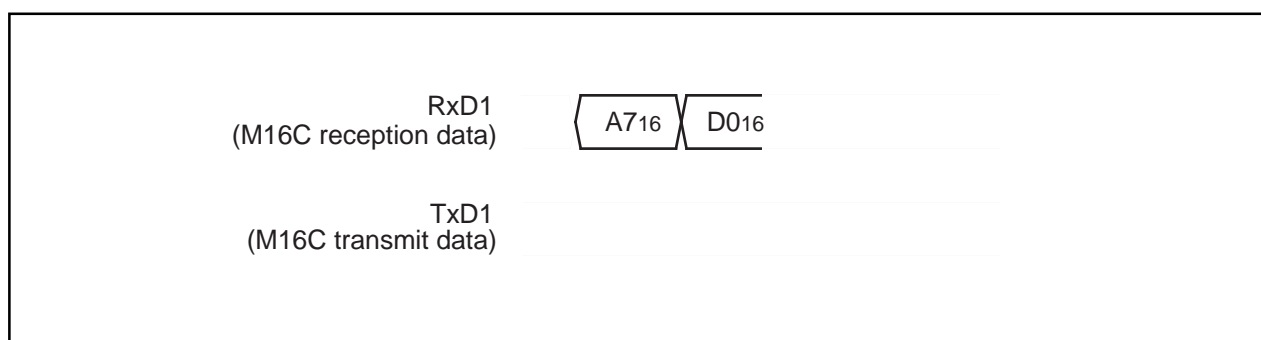 RxD1
(M16C reception data)
A716
D016
TxD1
(M16C transmit data)